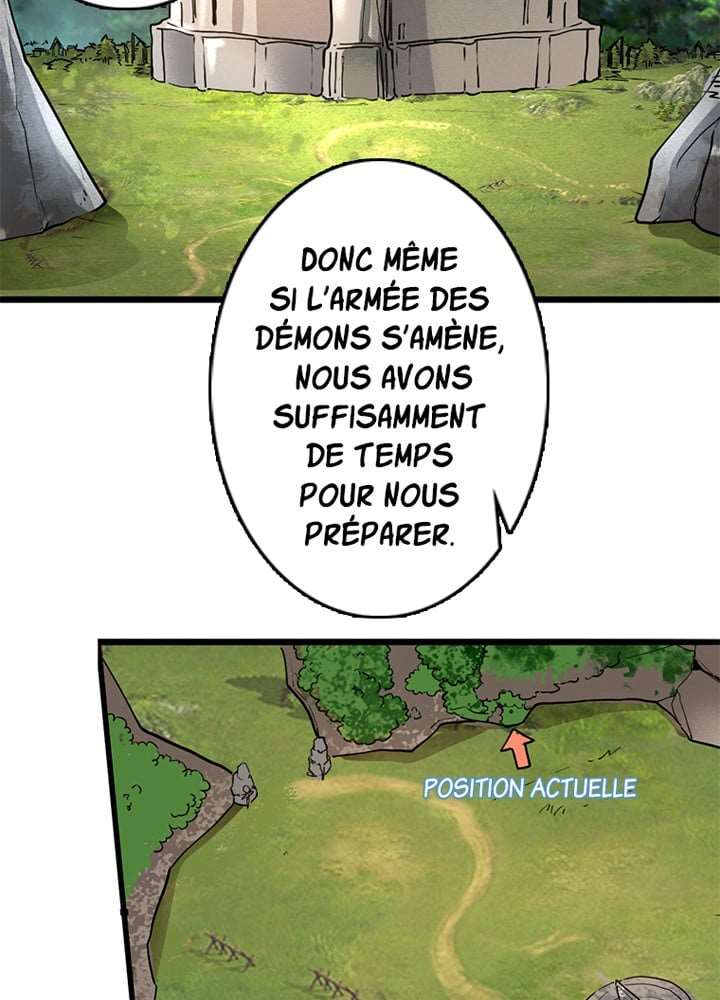 DONC MÊME
SI L'ARMÉE DES
DÉMONS S'AMÈNE,
NOUS AVONS
SUFFISAMMENT
DE TEMPS
POUR NOUS
PRÉPARER.
POSITION ACTUELLE